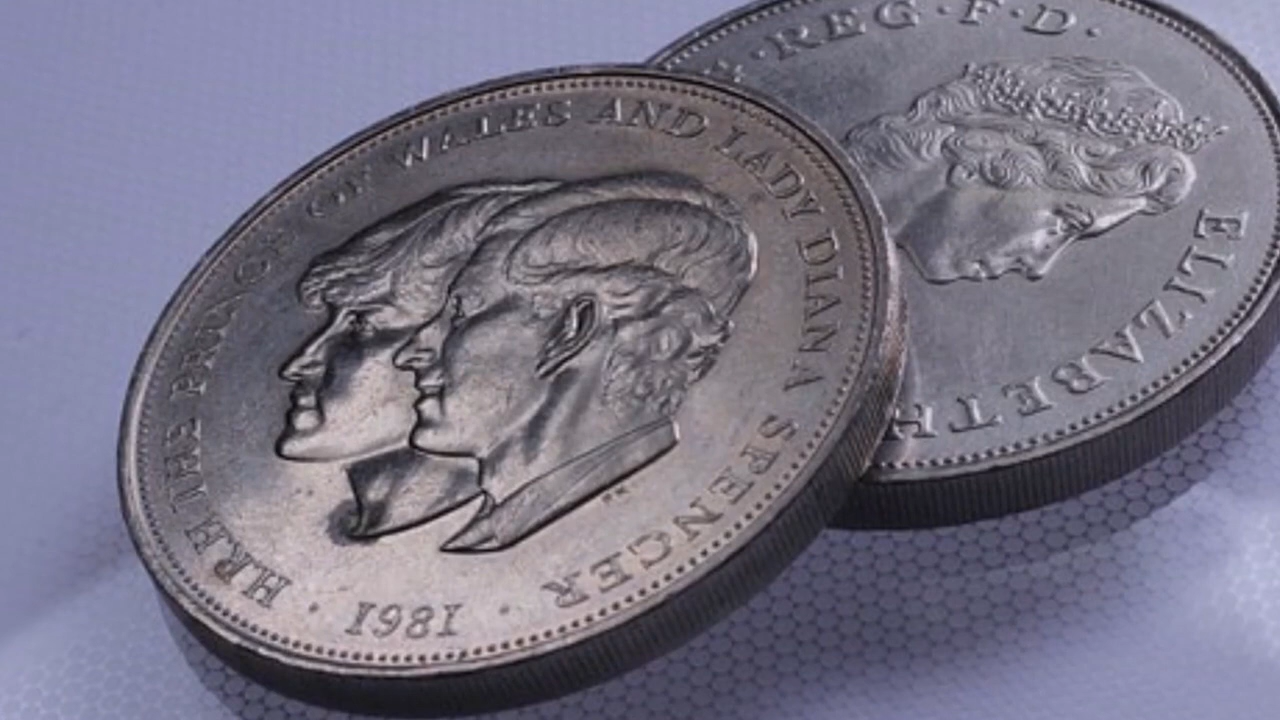 H.R.H. THE PRINCE OF WALES AND LADY DIANA SPENCER
· 1981 ·
ELIZABETH
· REG · F · D ·